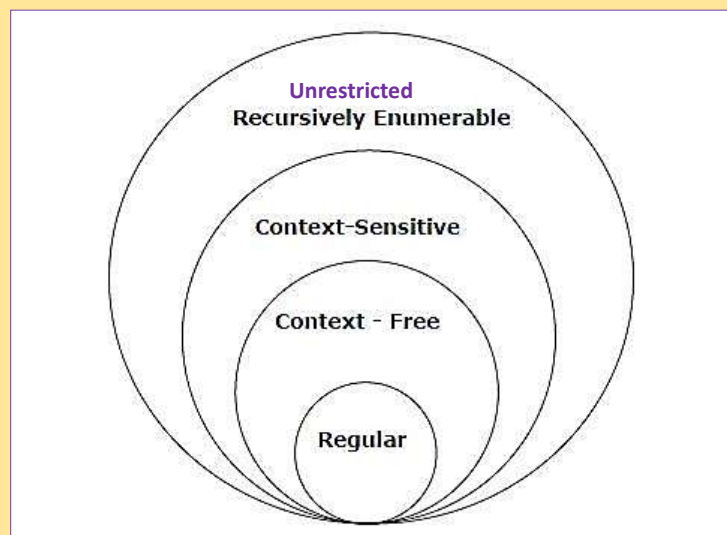 Unrestricted
Recursively Enumerable
Context-Sensitive
Context - Free
Regular